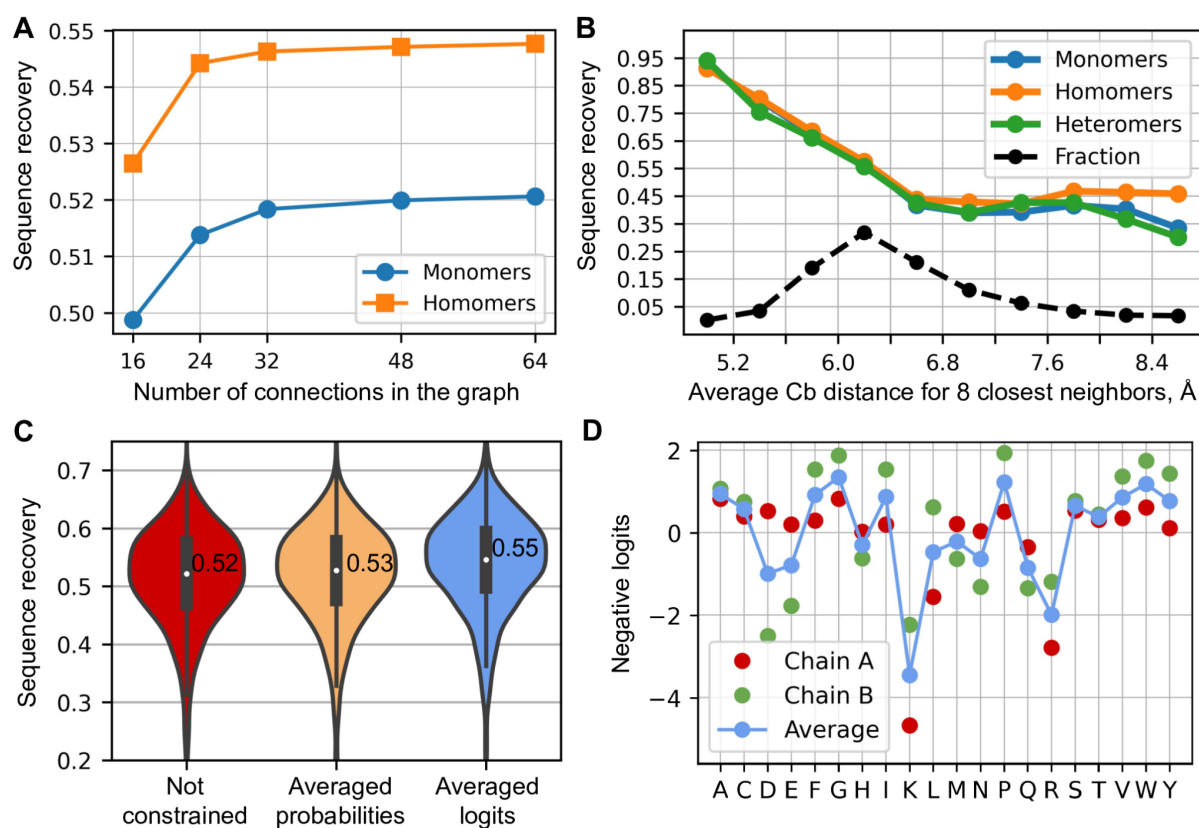 A
Sequence recovery
0.55
0.54
0.53
0.52
0.51
0.50
16
24
32
48
64
Number of connections in the graph
Monomers
Homomers
B
Sequence recovery
0.95
0.85
0.75
0.65
0.55
0.45
0.35
0.25
0.15
0.05
5.2
6.0
6.8
7.6
8.4
Average Cb distance for 8 closest neighbors, Å
Monomers
Homomers
Heteromers
Fraction
C
Sequence recovery
0.7
0.6
0.5
0.4
0.3
0.2
0.52
0.53
0.55
Not
constrained
Averaged
probabilities
Averaged
logits
D
Negative logits
2
0
−2
−4
Chain A
Chain B
Average
A C D E F G H I K L M N P Q R S T V W Y